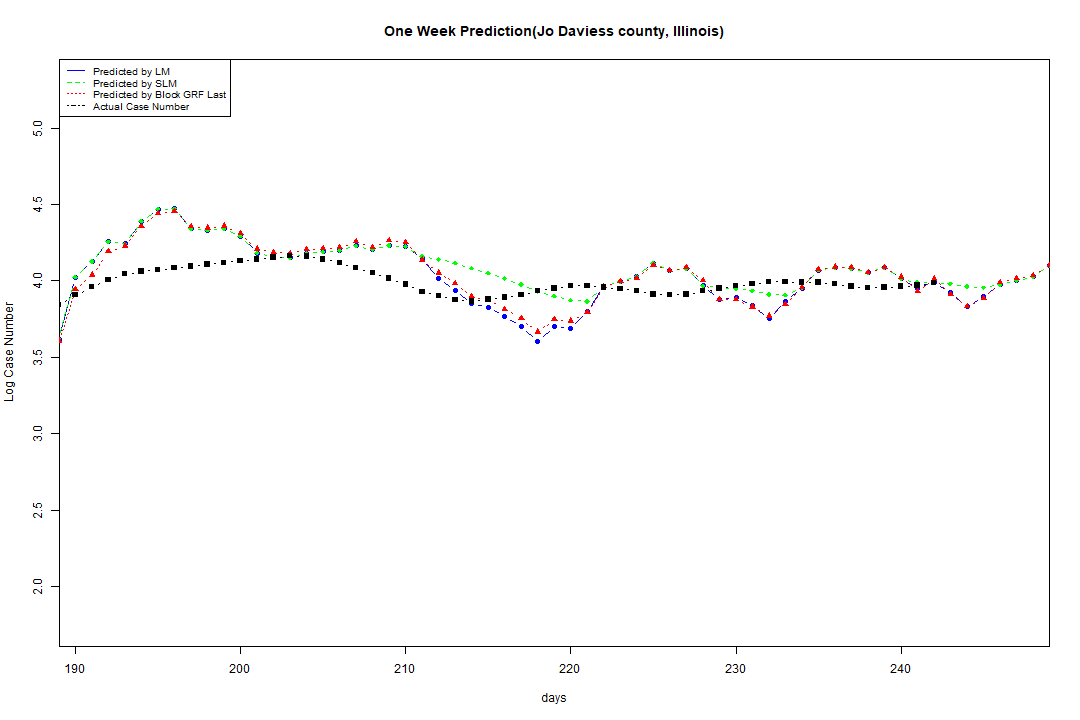 One Week Prediction(Jo Daviess county, Illinois)
Predicted by LM
Predicted by SLM
Predicted by Block GRF Last
Actual Case Number
5.0
4.5
4.0
3.5
3.0
2.5
2.0
Log Case Number
190 200 210 220 230 240
days